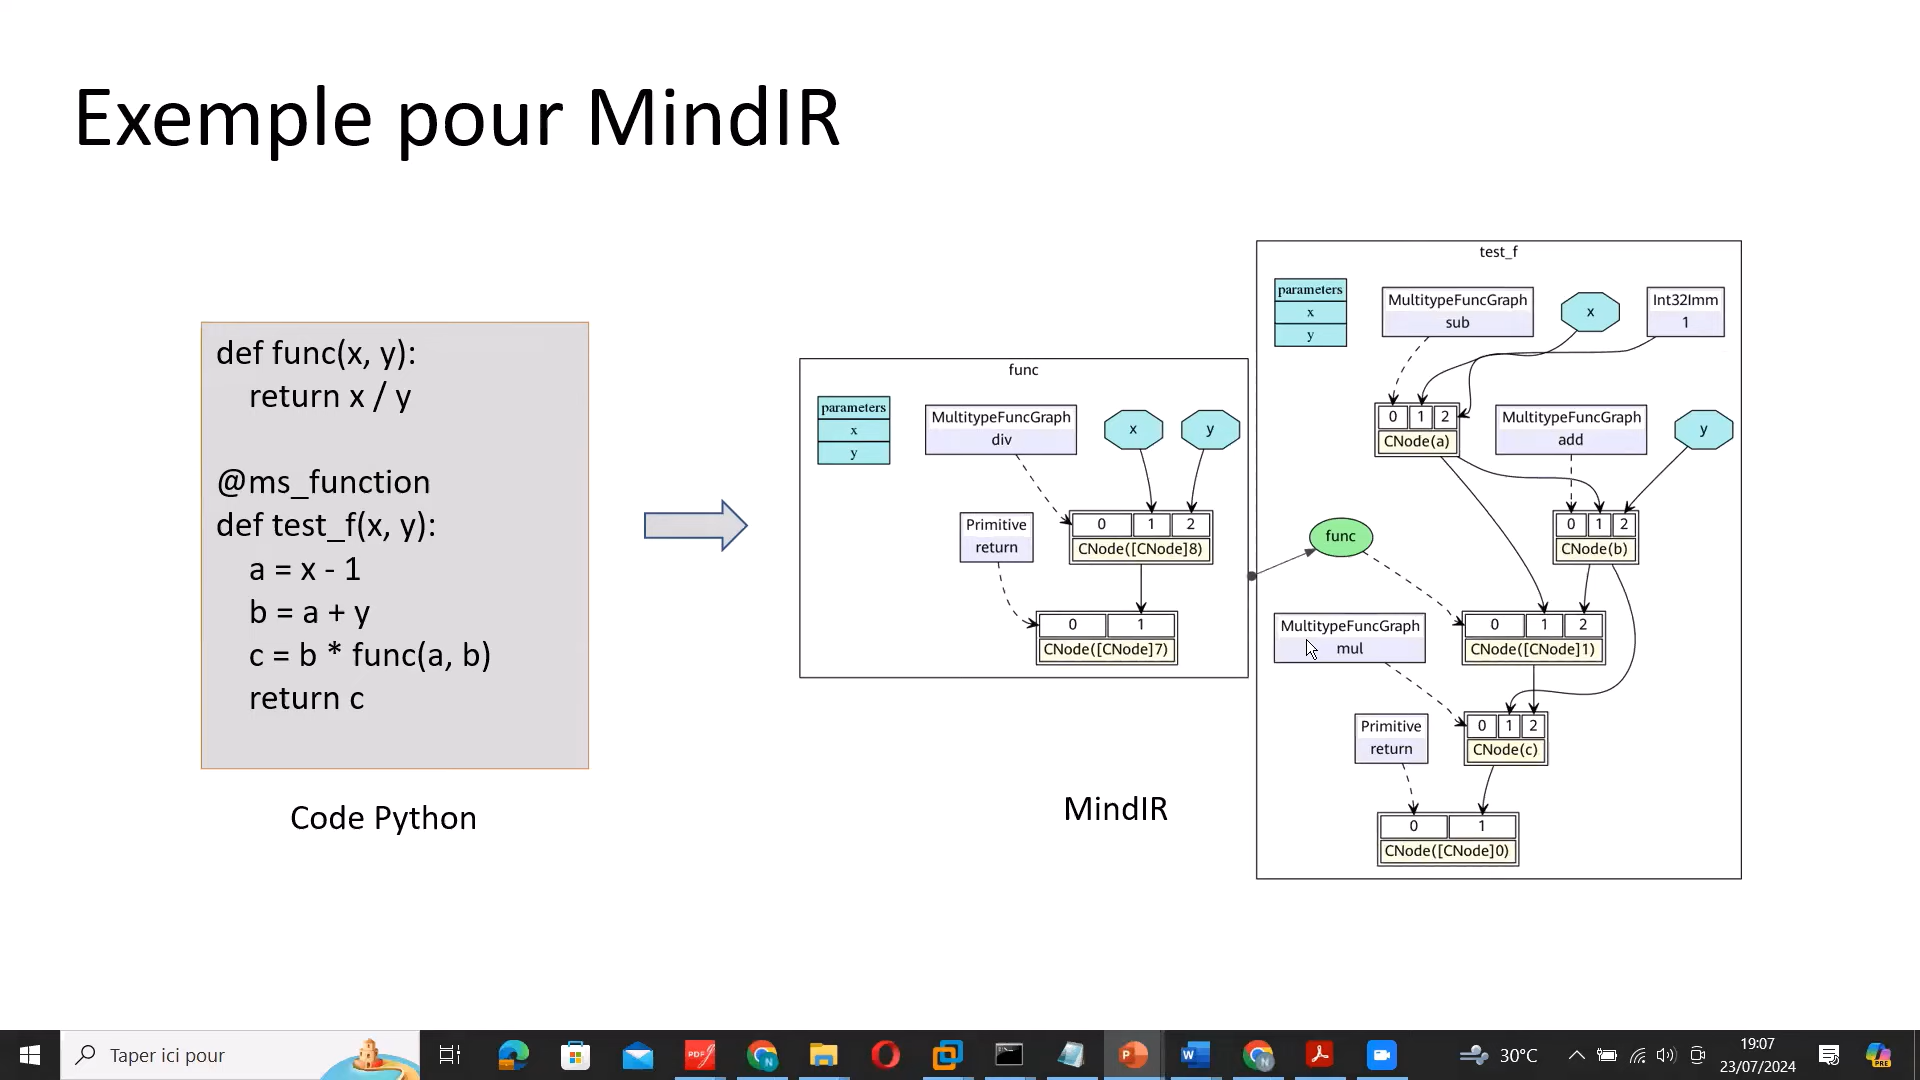 Exemple pour MindIR
def func(x, y):
return x / y
@ms_function
def test_f(x, y):
a = x - 1
b = a + y
c = b * func(a, b)
return c
Code Python
func
parameters
x
y
MultitypeFuncGraph
div
x
y
Primitive
return
0 1 2
CNode([CNode]8)
0 1
CNode([CNode]7)
MindIR
test_f
parameters
x
y
MultitypeFuncGraph
sub
x
Int32Imm
1
0 1 2
CNode(a)
MultitypeFuncGraph
add
y
0 1 2
CNode(b)
func
MultitypeFuncGraph
mul
0 1 2
CNode([CNode]1)
Primitive
return
0 1 2
CNode(c)
0 1
CNode([CNode]0)
Taper ici pour
PDF
P
W
30°C
19:07
23/07/2024
PRE